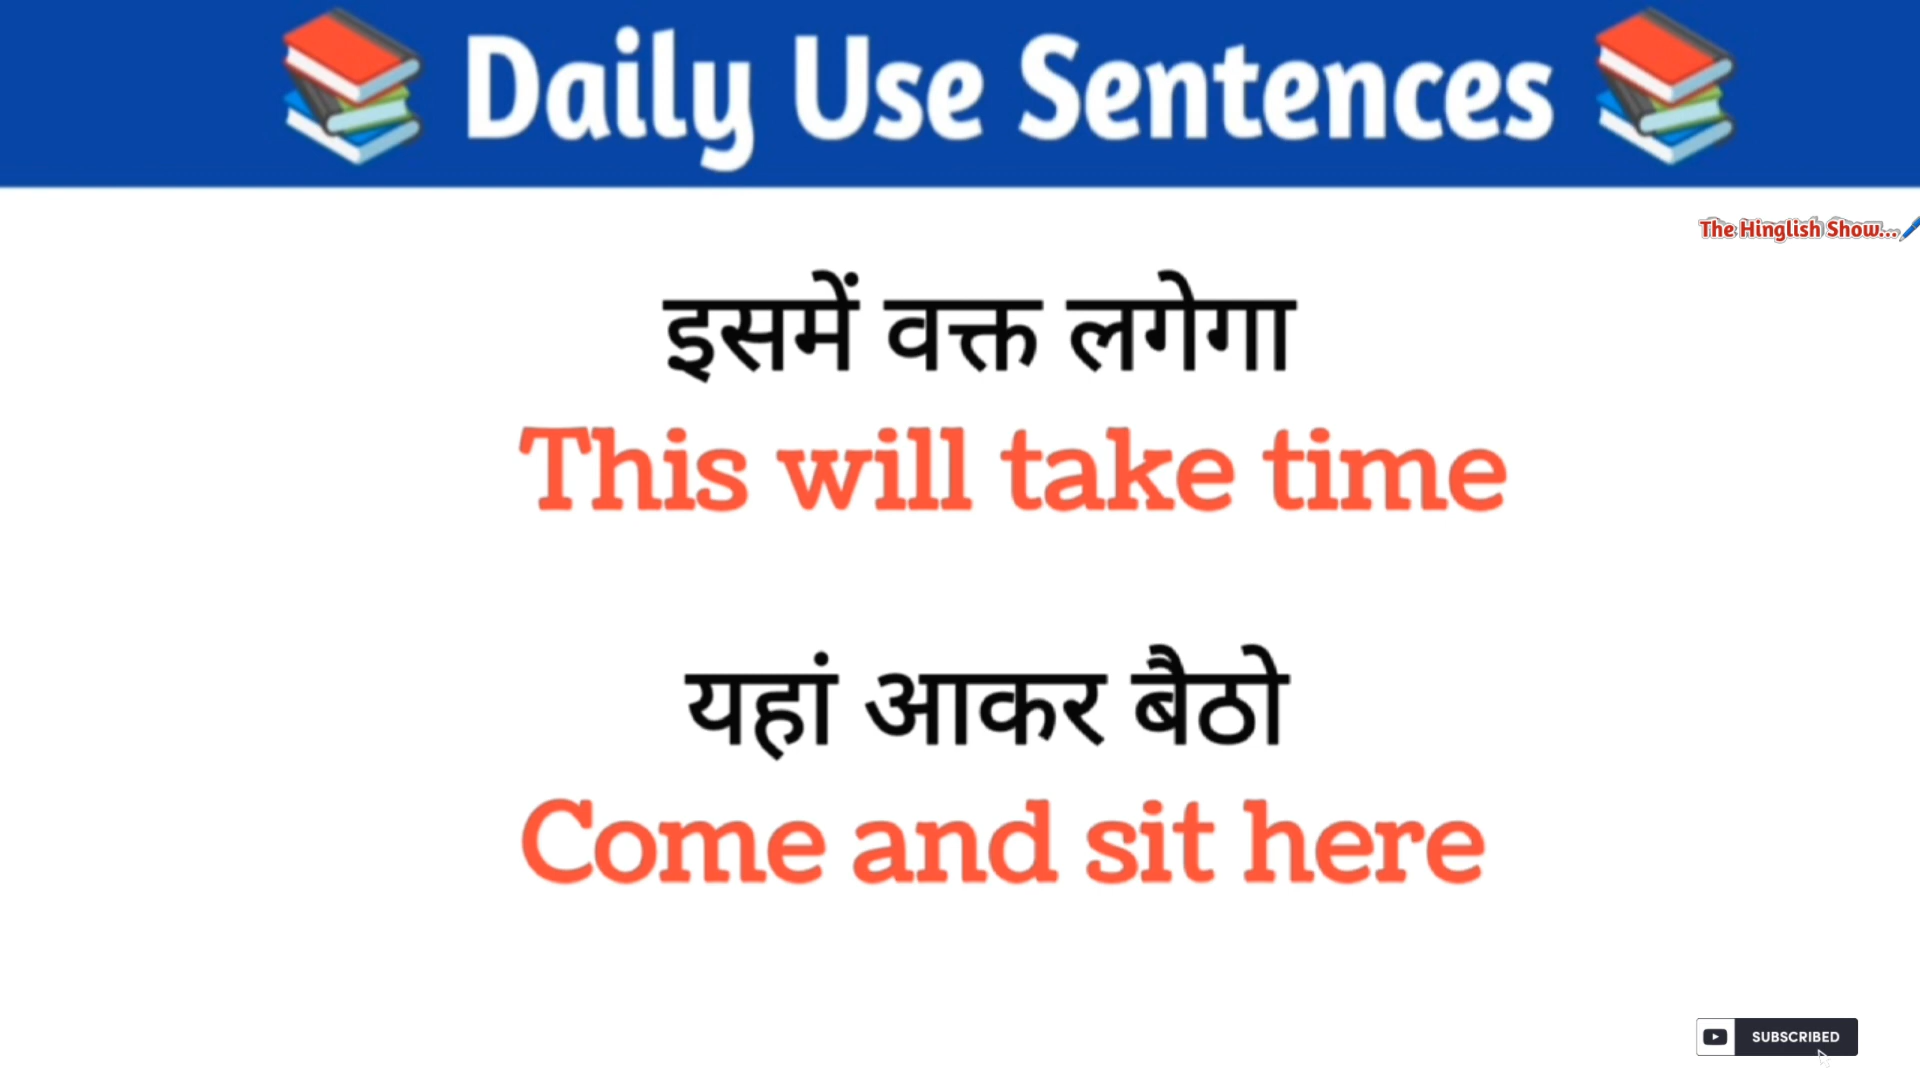 Daily Use Sentences
The Hinglish Show...
इसमें वक्त लगेगा
This will take time
यहां आकर बैठो
Come and sit here
SUBSCRIBED